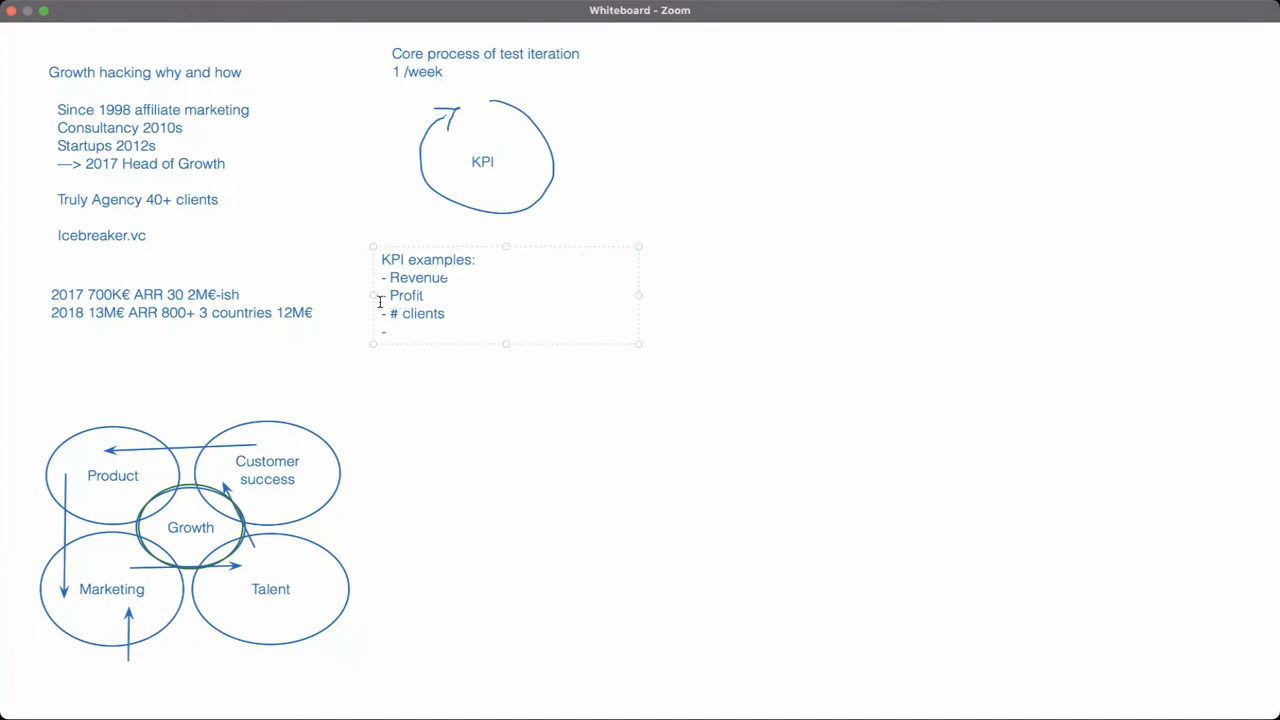 Whiteboard - Zoom
Growth hacking why and how
Since 1998 affiliate marketing
Consultancy 2010s
Startups 2012s
—> 2017 Head of Growth
Truly Agency 40+ clients
Icebreaker.vc
2017 700K€ ARR 30 2M€-ish
2018 13M€ ARR 800+ 3 countries 12M€
Core process of test iteration
1 /week
KPI
KPI examples:
- Revenue
- Profit
- # clients
-
Product
Customer
success
Growth
Marketing
Talent